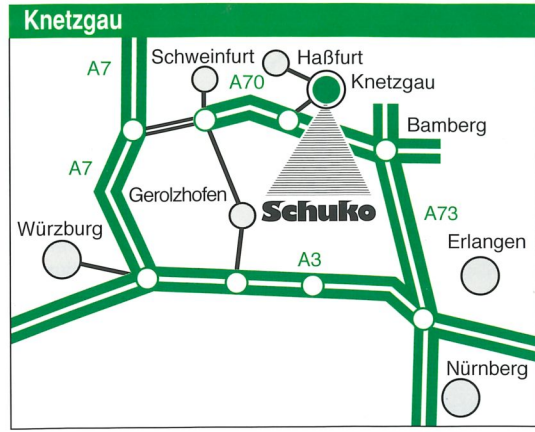 Knetzgau
A7
Schweinfurt
Haßfurt
A70
Knetzgau
Bamberg
A7
Gerolzhofen
Schuko
A73
Würzburg
Erlangen
A3
Nürnberg